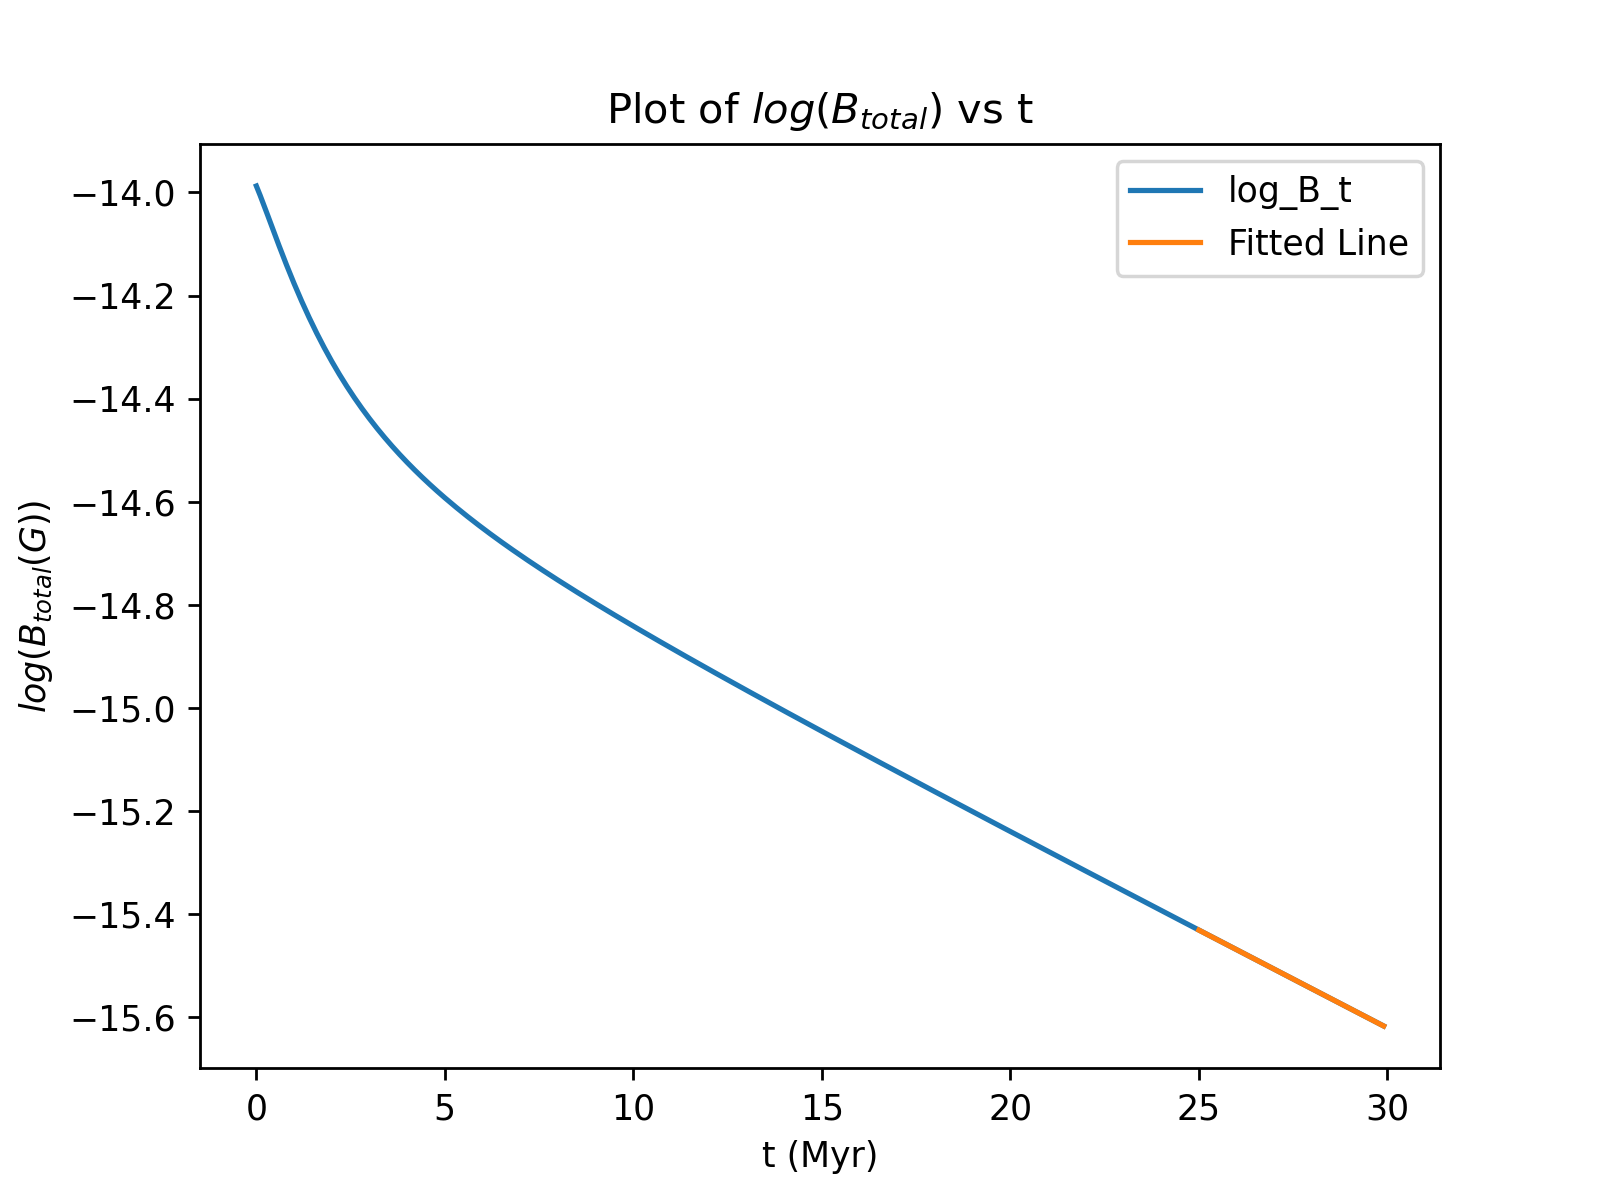 Plot of log(B_total) vs t
log_B_t
Fitted Line
log(B_total(G))
−14.0
−14.2
−14.4
−14.6
−14.8
−15.0
−15.2
−15.4
−15.6
0 5 10 15 20 25 30
t (Myr)